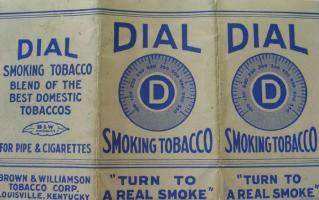 DIAL
SMOKING TOBACCO
BLEND OF THE
BEST DOMESTIC
TOBACCOS
B & W
FOR PIPE & CIGARETTES
BROWN & WILLIAMSON
TOBACCO CORP.
LOUISVILLE, KENTUCKY
DIAL
D
SMOKING TOBACCO
"TURN TO
A REAL SMOKE"
DIAL
D
SMOKING TOBACCO
"TURN TO
A REAL SMOKE"